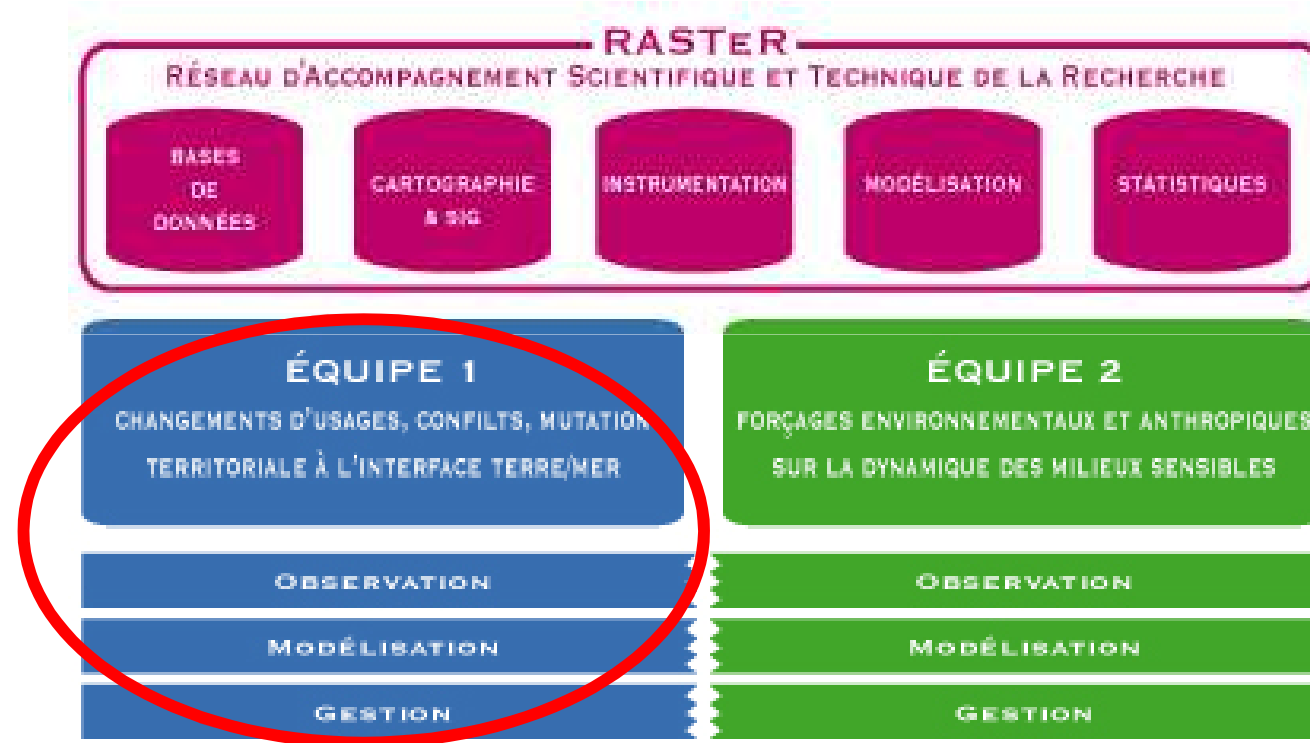 RASTeR
RÉSEAU D'ACCOMPAGNEMENT SCIENTIFIQUE ET TECHNIQUE DE LA RECHERCHE
BASES
DE
DONNÉES
CARTOGRAPHIE
& SIG
INSTRUMENTATION
MODÉLISATION
STATISTIQUES
ÉQUIPE 1
CHANGEMENTS D'USAGES, CONFILTS, MUTATION
TERRITORIALE À L'INTERFACE TERRE/MER
OBSERVATION
MODÉLISATION
GESTION
ÉQUIPE 2
FORÇAGES ENVIRONNEMENTAUX ET ANTHROPIQUES
SUR LA DYNAMIQUE DES MILIEUX SENSIBLES
OBSERVATION
MODÉLISATION
GESTION